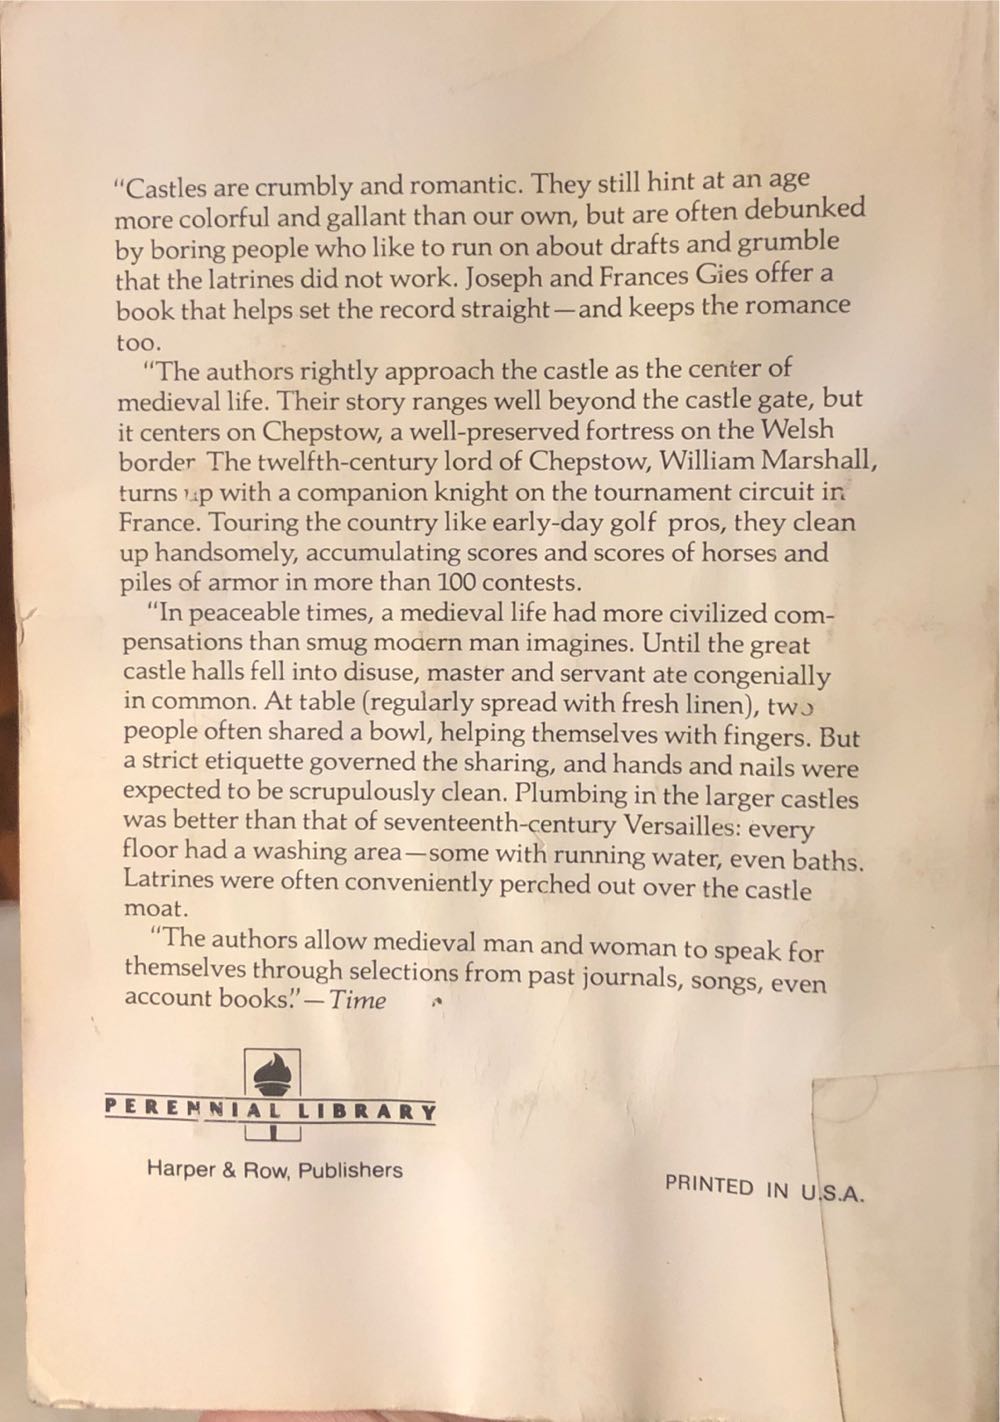 “Castles are crumbly and romantic. They still hint at an age
more colorful and gallant than our own, but are often debunked
by boring people who like to run on about drafts and grumble
that the latrines did not work. Joseph and Frances Gies offer a
book that helps set the record straight—and keeps the romance
too.
“The authors rightly approach the castle as the center of
medieval life. Their story ranges well beyond the castle gate, but
it centers on Chepstow, a well-preserved fortress on the Welsh
border The twelfth-century lord of Chepstow, William Marshall,
turns up with a companion knight on the tournament circuit in
France. Touring the country like early-day golf pros, they clean
up handsomely, accumulating scores and scores of horses and
piles of armor in more than 100 contests.
“In peaceable times, a medieval life had more civilized com-
pensations than smug modern man imagines. Until the great
castle halls fell into disuse, master and servant ate congenially
in common. At table (regularly spread with fresh linen), two
people often shared a bowl, helping themselves with fingers. But
a strict etiquette governed the sharing, and hands and nails were
expected to be scrupulously clean. Plumbing in the larger castles
was better than that of seventeenth-century Versailles: every
floor had a washing area—some with running water, even baths.
Latrines were often conveniently perched out over the castle
moat.
“The authors allow medieval man and woman to speak for
themselves through selections from past journals, songs, even
account books.”—Time
PERENNIAL LIBRARY
Harper & Row, Publishers
PRINTED IN U.S.A.